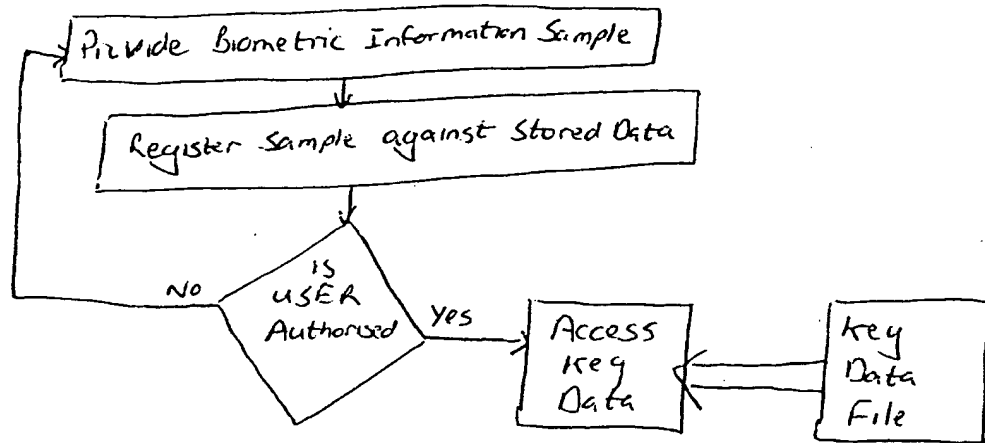 Provide Biometric Information Sample
Register Sample against Stored Data
Is
USER
Authorised
No
Yes
Access
Key
Data
Key
Data
File